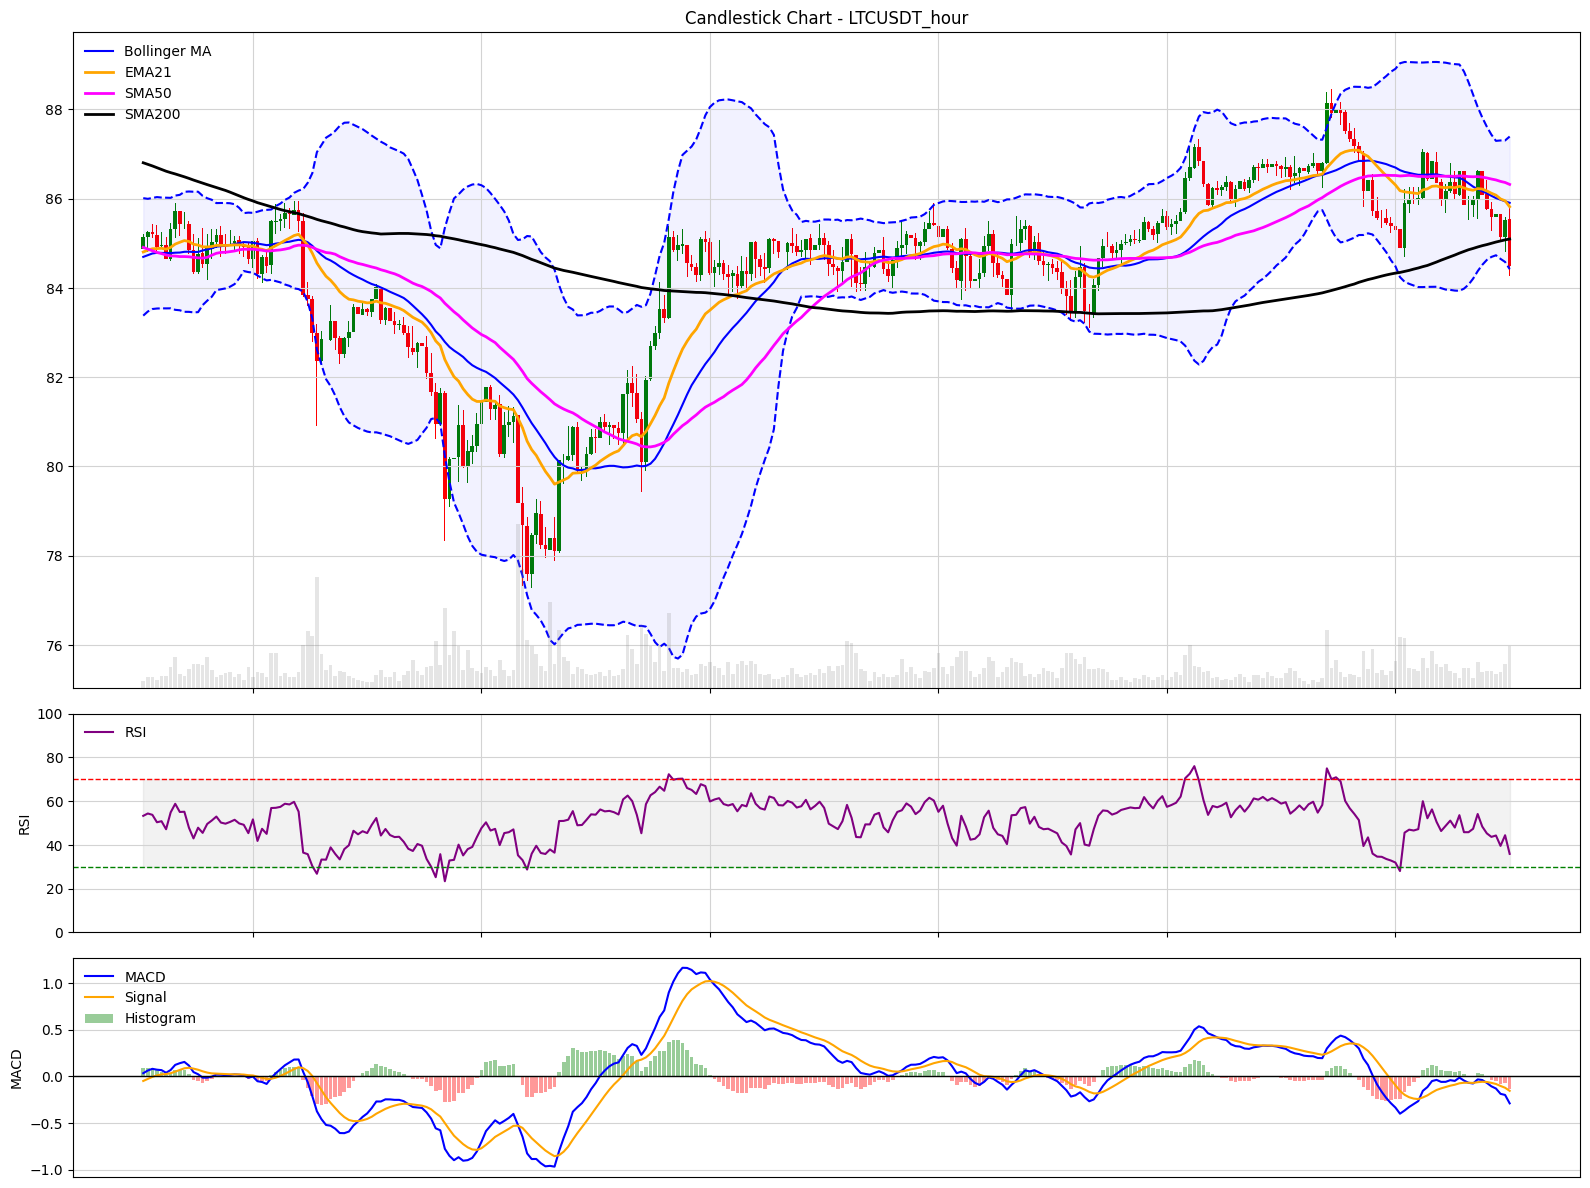 Candlestick Chart - LTCUSDT_hour
Bollinger MA
EMA21
SMA50
SMA200
88
86
84
82
80
78
76
100
RSI
80
60
RSI
40
20
0
MACD
1.0
Signal
Histogram
0.5
MACD
0.0
−0.5
−1.0